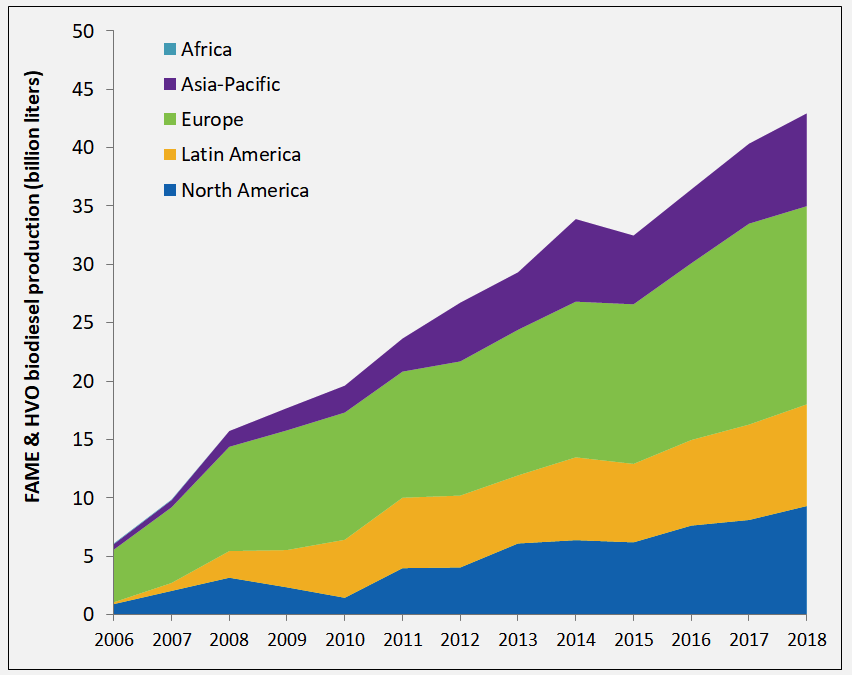 FAME & HVO biodiesel production (billion liters)
50
45
40
35
30
25
20
15
10
5
0
Africa
Asia-Pacific
Europe
Latin America
North America
2006 2007 2008 2009 2010 2011 2012 2013 2014 2015 2016 2017 2018